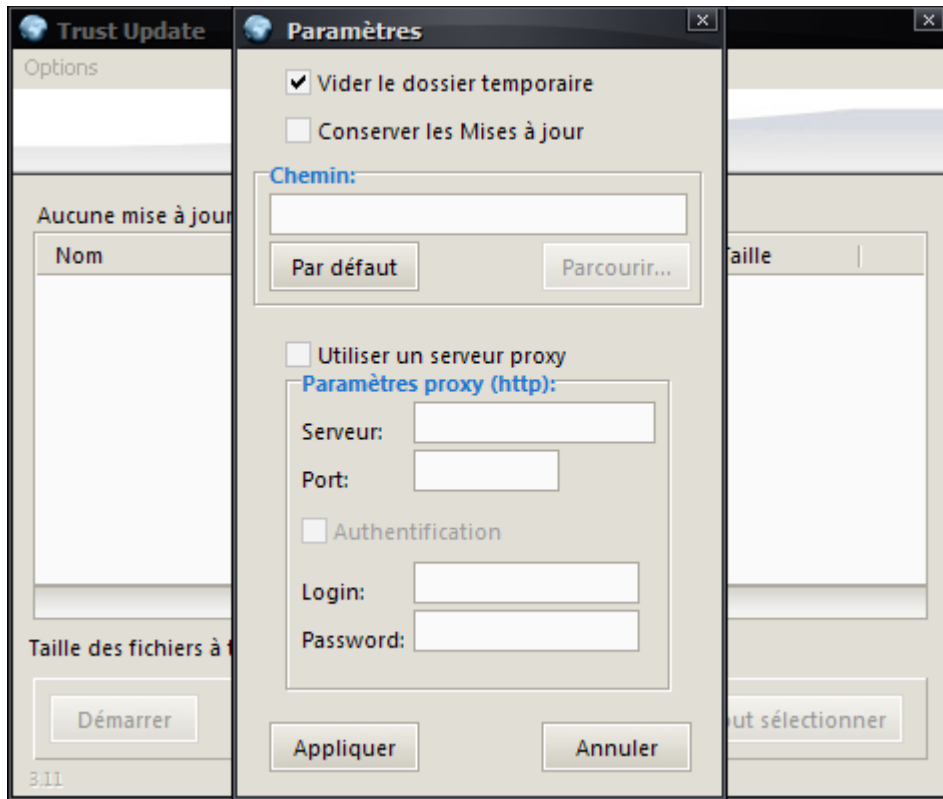 Trust Update
Options
Aucune mise à jour
Nom
Taille
Taille des fichiers à
Démarrer
out sélectionner
3.11
Paramètres
Vider le dossier temporaire
Conserver les Mises à jour
Chemin:
Par défaut
Parcourir...
Utiliser un serveur proxy
Paramètres proxy (http):
Serveur:
Port:
Authentification
Login:
Password:
Appliquer
Annuler